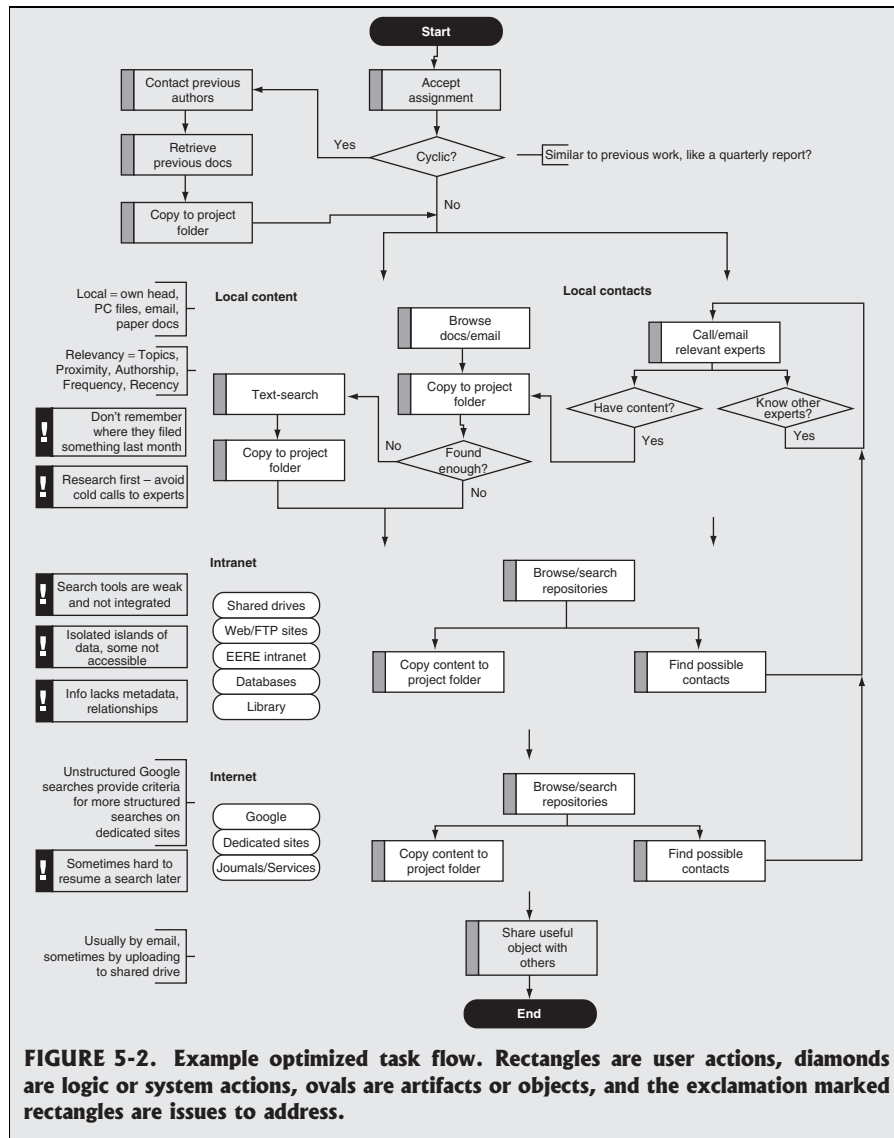 Start
Contact previous
authors
Accept
assignment
Retrieve
previous docs
Yes
Cyclic?
Similar to previous work, like a quarterly report?
Copy to project
folder
No
Local = own head,
PC files, email,
paper docs
Local content
Local contacts
Browse
docs/email
Call/email
relevant experts
Relevancy = Topics,
Proximity, Authorship,
Frequency, Recency
Text-search
Copy to project
folder
Have content?
Know other
experts?
! Don't remember
where they filed
something last month
No
Yes
Yes
Copy to project
folder
Found
enough?
! Research first – avoid
cold calls to experts
No
Intranet
Browse/search
repositories
! Search tools are weak
and not integrated
Shared drives
Web/FTP sites
! Isolated islands of
data, some not
accessible
EERE intranet
Copy content to
project folder
Find possible
contacts
Databases
! Info lacks metadata,
relationships
Library
Unstructured Google
searches provide criteria
for more structured
searches on
dedicated sites
Internet
Browse/search
repositories
Google
Dedicated sites
Journals/Services
Copy content to
project folder
Find possible
contacts
! Sometimes hard to
resume a search later
Share useful
object with
others
Usually by email,
sometimes by uploading
to shared drive
End
FIGURE 5-2. Example optimized task flow. Rectangles are user actions, diamonds
are logic or system actions, ovals are artifacts or objects, and the exclamation marked
rectangles are issues to address.